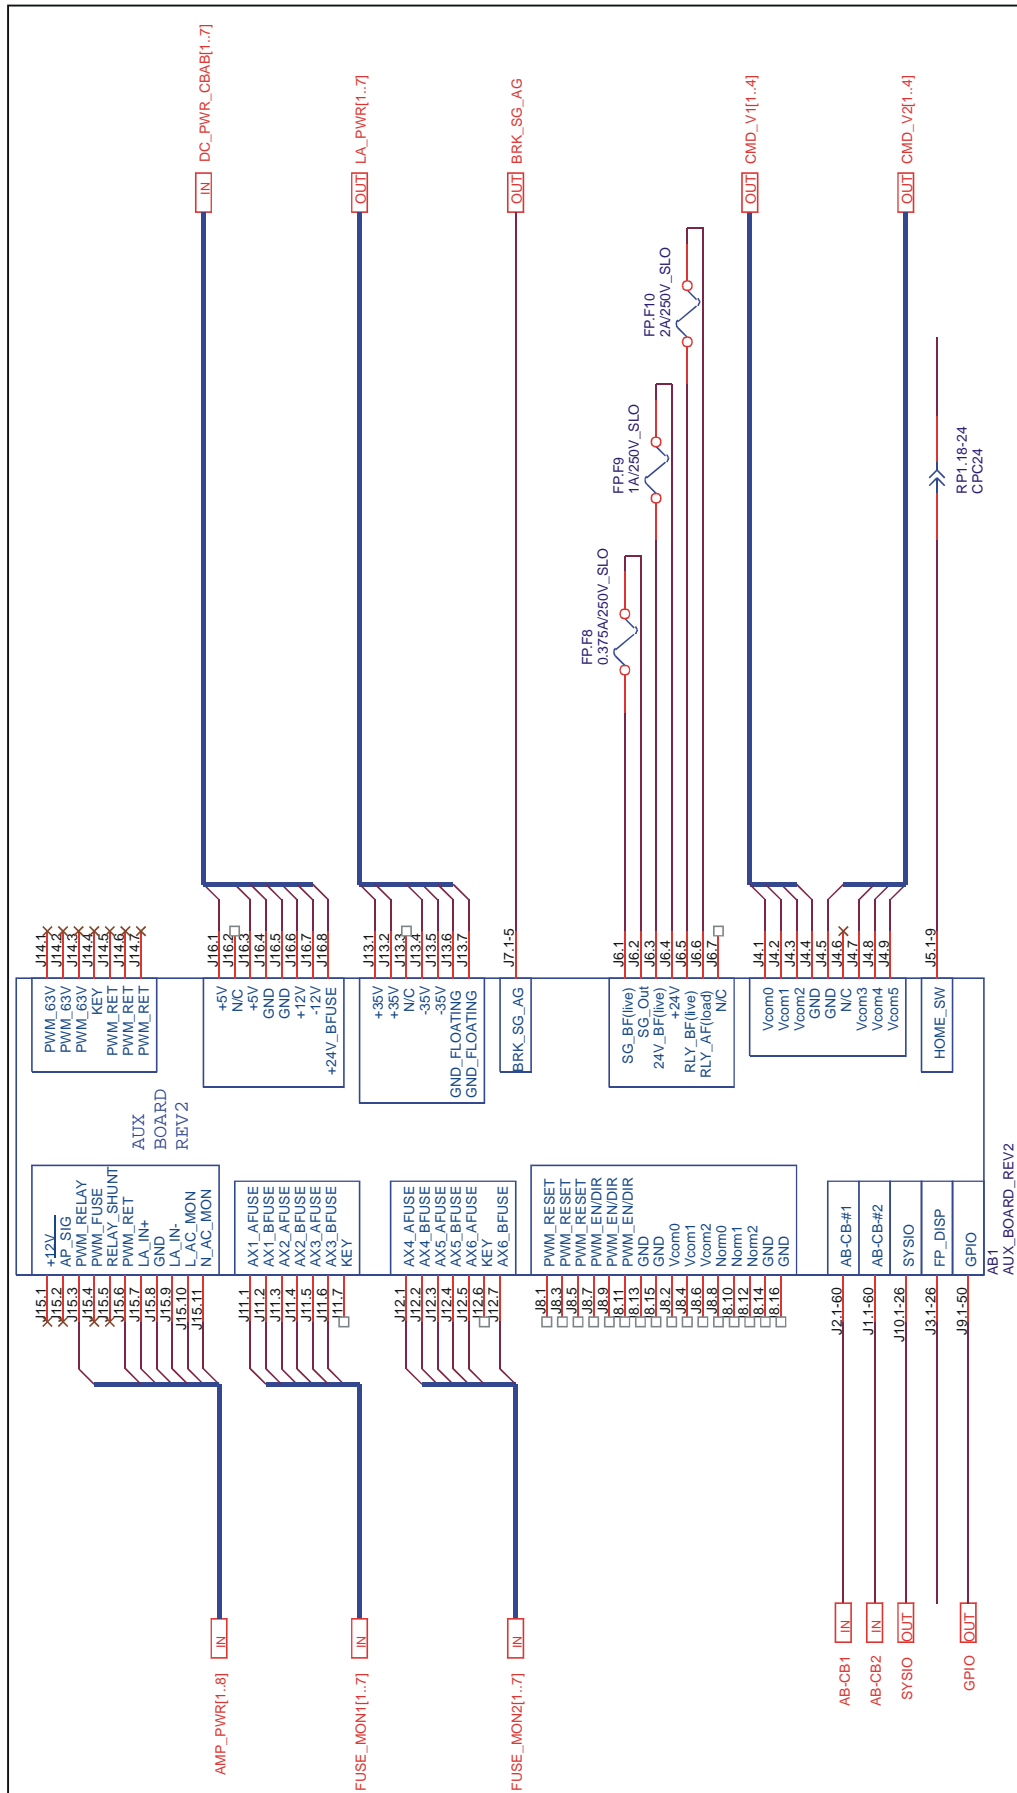 DC_PWR_CBAB[1..7]
IN
LA_PWR[1..7]
OUT
BRK_SG_AG
OUT
CMD_V1[1..4]
OUT
CMD_V2[1..4]
OUT
FP.F8
0.375A/250V_SLO
FP.F9
1A/250V_SLO
FP.F10
2A/250V_SLO
RP1.18-24
CPC24
J14.1
J14.2
J14.3
J14.4
J14.5
J14.6
J14.7
PWM_63V
PWM_63V
PWM_63V
KEY
PWM_RET
PWM_RET
PWM_RET
J16.1
J16.2
J16.3
J16.4
J16.5
J16.6
J16.7
J16.8
+5V
N/C
+5V
GND
GND
+12V
-12V
+24V_BFUSE
J13.1
J13.2
J13.3
J13.4
J13.5
J13.6
J13.7
+35V
+35V
N/C
-35V
-35V
GND_FLOATING
GND_FLOATING
J7.1-5
BRK_SG_AG
J6.1
J6.2
J6.3
J6.4
J6.5
J6.6
J6.7
SG_BF(live)
SG_Out
24V_BF(live)
+24V
RLY_BF(live)
RLY_AF(load)
N/C
J4.1
J4.2
J4.3
J4.4
J4.5
J4.6
J4.7
J4.8
J4.9
Vcom0
Vcom1
Vcom2
GND
GND
N/C
Vcom3
Vcom4
Vcom5
J5.1-9
HOME_SW
AUX
BOARD
REV2
+12V
AP_SIG
PWM_RELAY
PWM_FUSE
RELAY_SHUNT
PWM_RET
LA_IN+
GND
LA_IN-
L_AC_MON
N_AC_MON
J15.1
J15.2
J15.3
J15.4
J15.5
J15.6
J15.7
J15.8
J15.9
J15.10
J15.11
AX1_AFUSE
AX1_BFUSE
AX2_AFUSE
AX2_BFUSE
AX3_AFUSE
AX3_BFUSE
KEY
J11.1
J11.2
J11.3
J11.4
J11.5
J11.6
J11.7
AX4_AFUSE
AX4_BFUSE
AX5_AFUSE
AX5_BFUSE
AX6_AFUSE
KEY
AX6_BFUSE
J12.1
J12.2
J12.3
J12.4
J12.5
J12.6
J12.7
PWM_RESET
PWM_RESET
PWM_RESET
PWM_EN/DIR
PWM_EN/DIR
PWM_EN/DIR
GND
GND
Vcom0
Vcom1
Vcom2
Nom0
Nom1
Nom2
GND
GND
J8.1
J8.3
J8.5
J8.7
J8.9
J8.11
J8.13
J8.15
J8.2
J8.4
J8.6
J8.8
J8.10
J8.12
J8.14
J8.16
AB-CB-#1
AB-CB-#2
SYSIO
FP_DISP
GPIO
J2.1-60
J1.1-60
J10.1-26
J3.1-26
J9.1-50
AB1
AUX_BOARD_REV2
IN
AMP_PWR[1..8]
IN
FUSE_MON1[1..7]
IN
FUSE_MON2[1..7]
IN
AB-CB1
IN
AB-CB2
OUT
SYSIO
OUT
GPIO